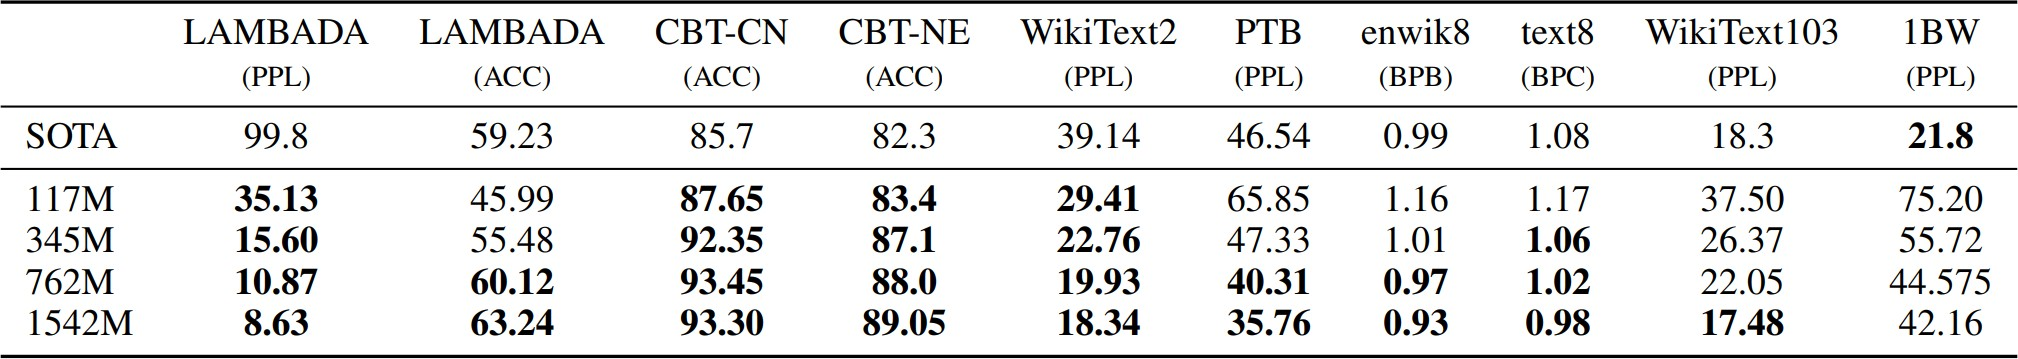 LAMBADA LAMBADA CBT-CN CBT-NE WikiText2 PTB enwik8 text8 WikiText103 1BW
(PPL) (ACC) (ACC) (ACC) (PPL) (PPL) (BPB) (BPC) (PPL) (PPL)
SOTA 99.8 59.23 85.7 82.3 39.14 46.54 0.99 1.08 18.3 21.8
117M 35.13 45.99 87.65 83.4 29.41 65.85 1.16 1.17 37.50 75.20
345M 15.60 55.48 92.35 87.1 22.76 47.33 1.01 1.06 26.37 55.72
762M 10.87 60.12 93.45 88.0 19.93 40.31 0.97 1.02 22.05 44.575
1542M 8.63 63.24 93.30 89.05 18.34 35.76 0.93 0.98 17.48 42.16